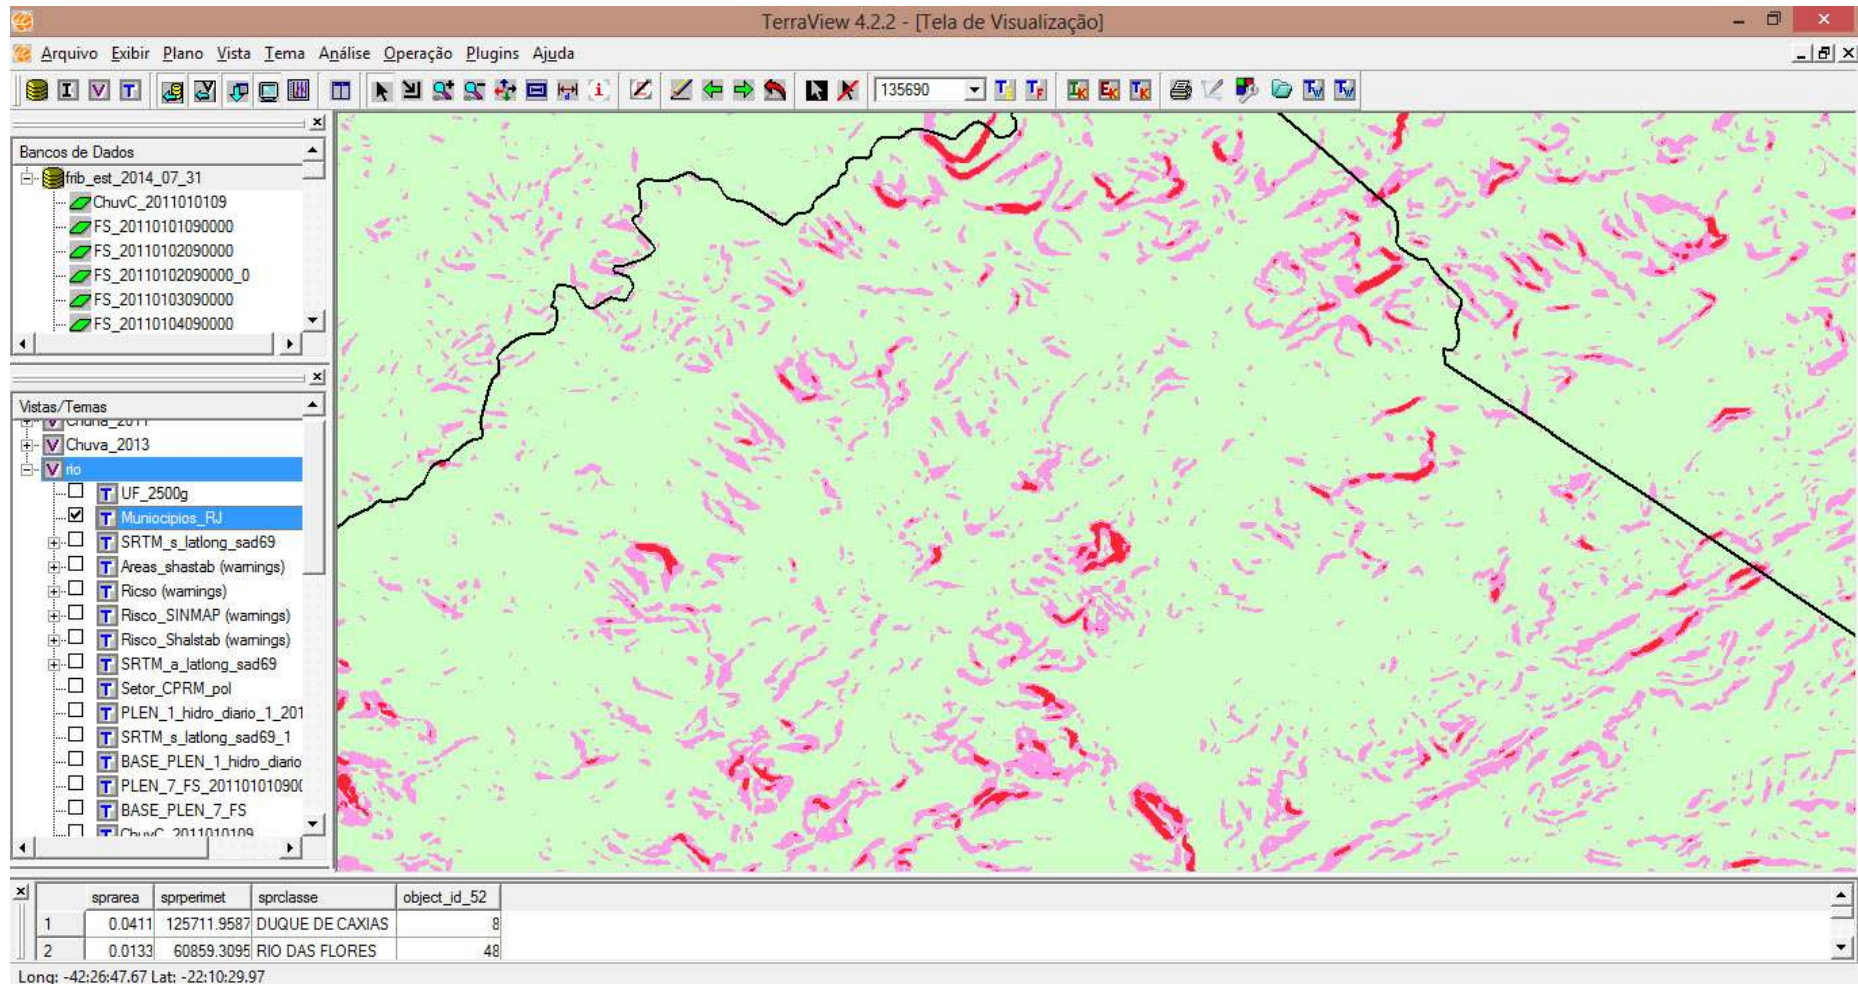 TerraView 4.2.2 - [Tela de Visualização]
Arquivo Exibir Plano Vista Tema Análise Operação Plugins Ajuda
135690
Bancos de Dados
frib_est_2014_07_31
ChuvC_2011010109
FS_20110101090000
FS_20110102090000
FS_20110102090000_0
FS_20110103090000
FS_20110104090000
Vistas/Temas
Chuva_2013
rio
UF_2500g
Muniocipios_RJ
SRTM_s_latlong_sad69
Areas_shastab (warnings)
Ricso (warnings)
Risco_SINMAP (warnings)
Risco_Shalstab (warnings)
SRTM_a_latlong_sad69
Setor_CPRM_pol
PLEN_1_hidro_diario_1_201
SRTM_s_latlong_sad69_1
BASE_PLEN_1_hidro_diario
PLEN_7_FS_20110101090(
BASE_PLEN_7_FS
ChuvC_2011010109
sprarea sprperimet sprclasse object_id_52
1 0.0411 125711.9587 DUQUE DE CAXIAS 8
2 0.0133 60859.3095 RIO DAS FLORES 48
Long: -42:26:47.67 Lat: -22:10:29.97